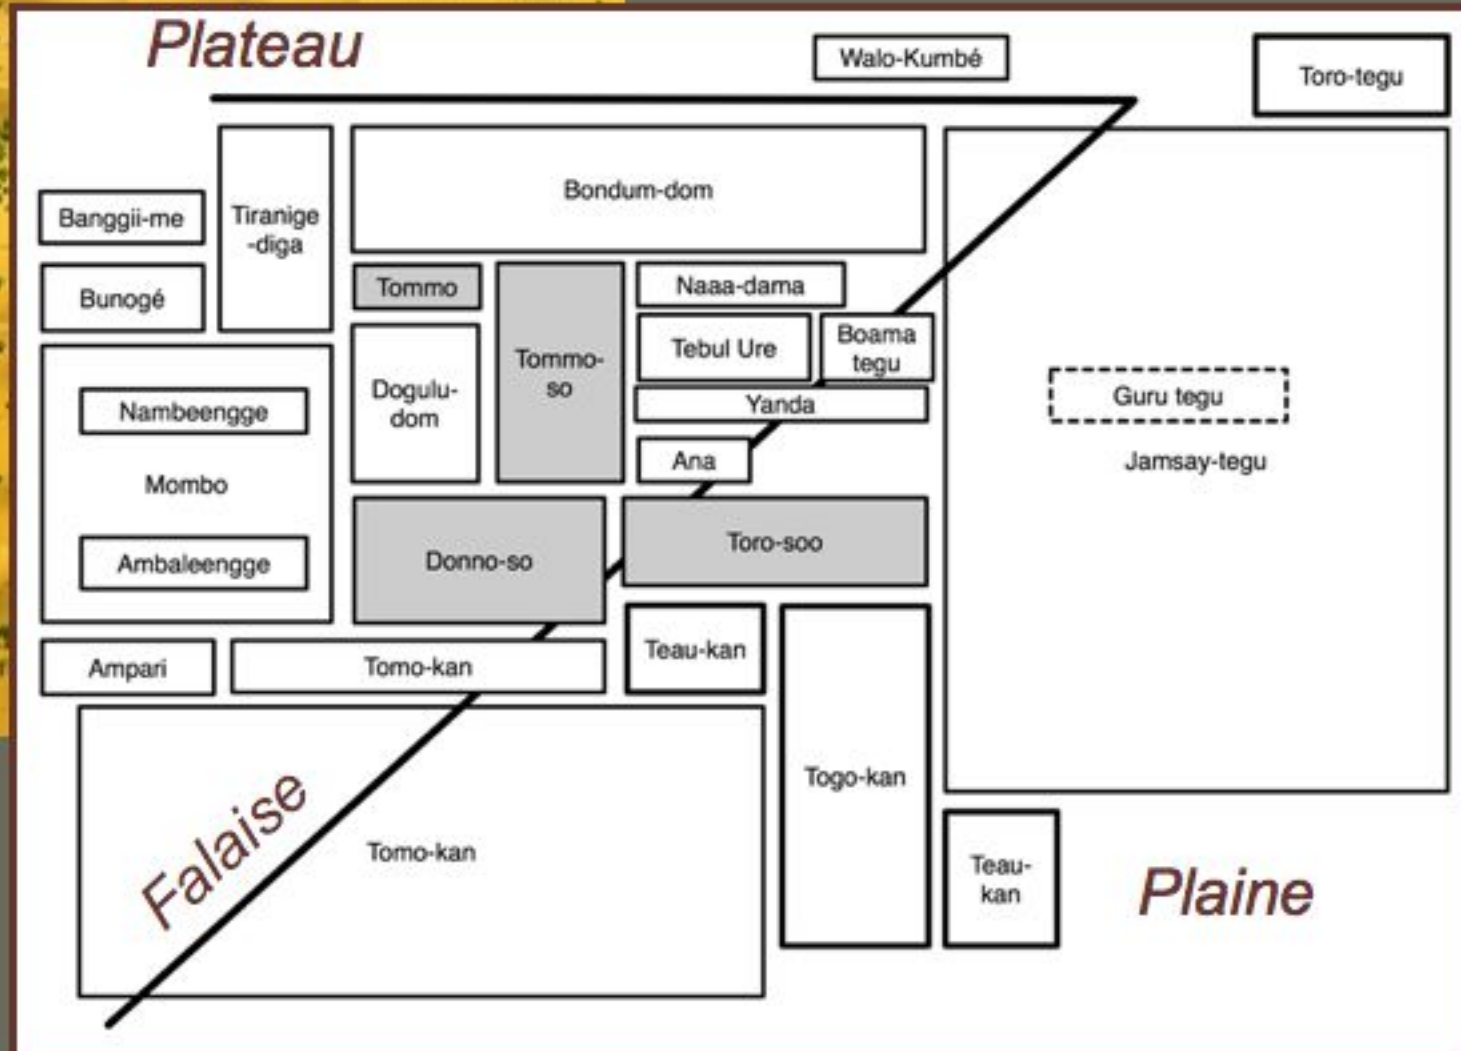 Plateau
Walo-Kumbé
Toro-tegu
Bondum-dom
Banggii-me
Tiranige
-diga
Bunogé
Tommo
Tommo-
so
Naaa-dama
Tebul Ure
Boama
tegu
Dogulu-
dom
Yanda
Guru tegu
Nambeengge
Ana
Jamsay-tegu
Mombo
Ambaleengge
Donno-so
Toro-soo
Ampari
Tomo-kan
Teau-kan
Togo-kan
Falaise
Tomo-kan
Teau-
kan
Plaine